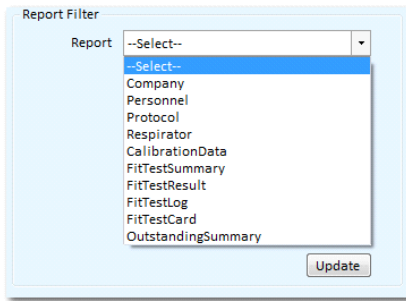 Report Filter
Report --Select--
--Select--
Company
Personnel
Protocol
Respirator
CalibrationData
FitTestSummary
FitTestResult
FitTestLog
FitTestCard
OutstandingSummary
Update